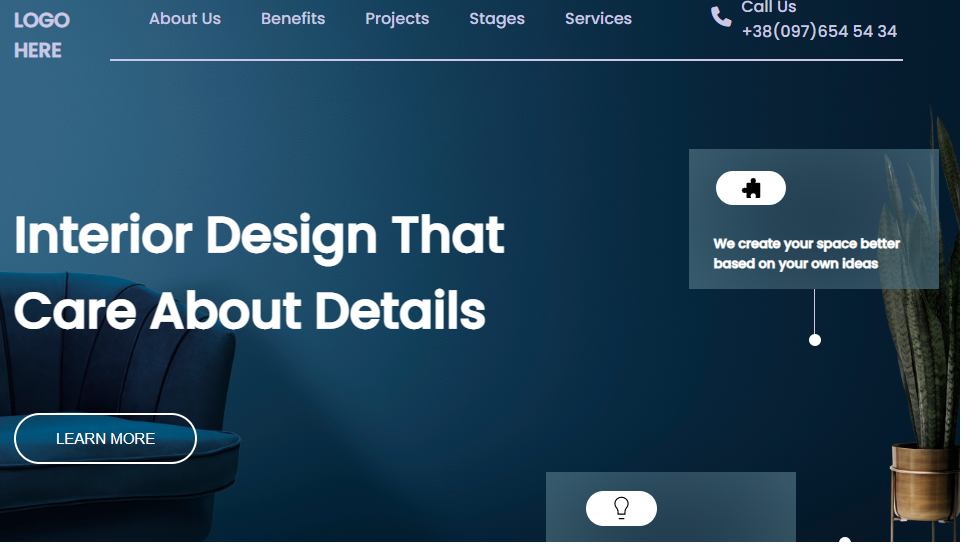 LOGO
HERE
About Us
Benefits
Projects
Stages
Services
Call Us
+38(097)654 54 34
Interior Design That
Care About Details
LEARN MORE
We create your space better
based on your own ideas